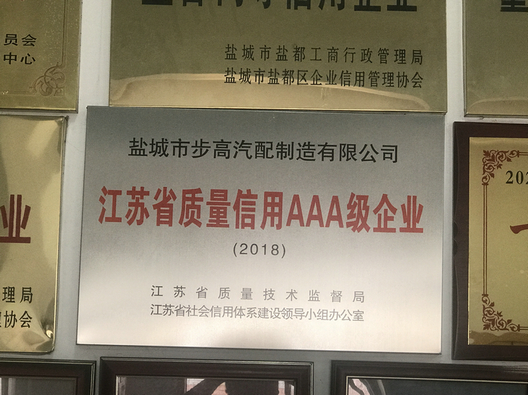 员会
中心
盐城市盐都工商行政管理局
盐城市盐都区企业信用管理协会
盐城市步高汽配制造有限公司
江苏省质量信用AAA级企业
(2018)
江苏省质量技术监督局
江苏省社会信用体系建设领导小组办公室
业
理局
协会
202